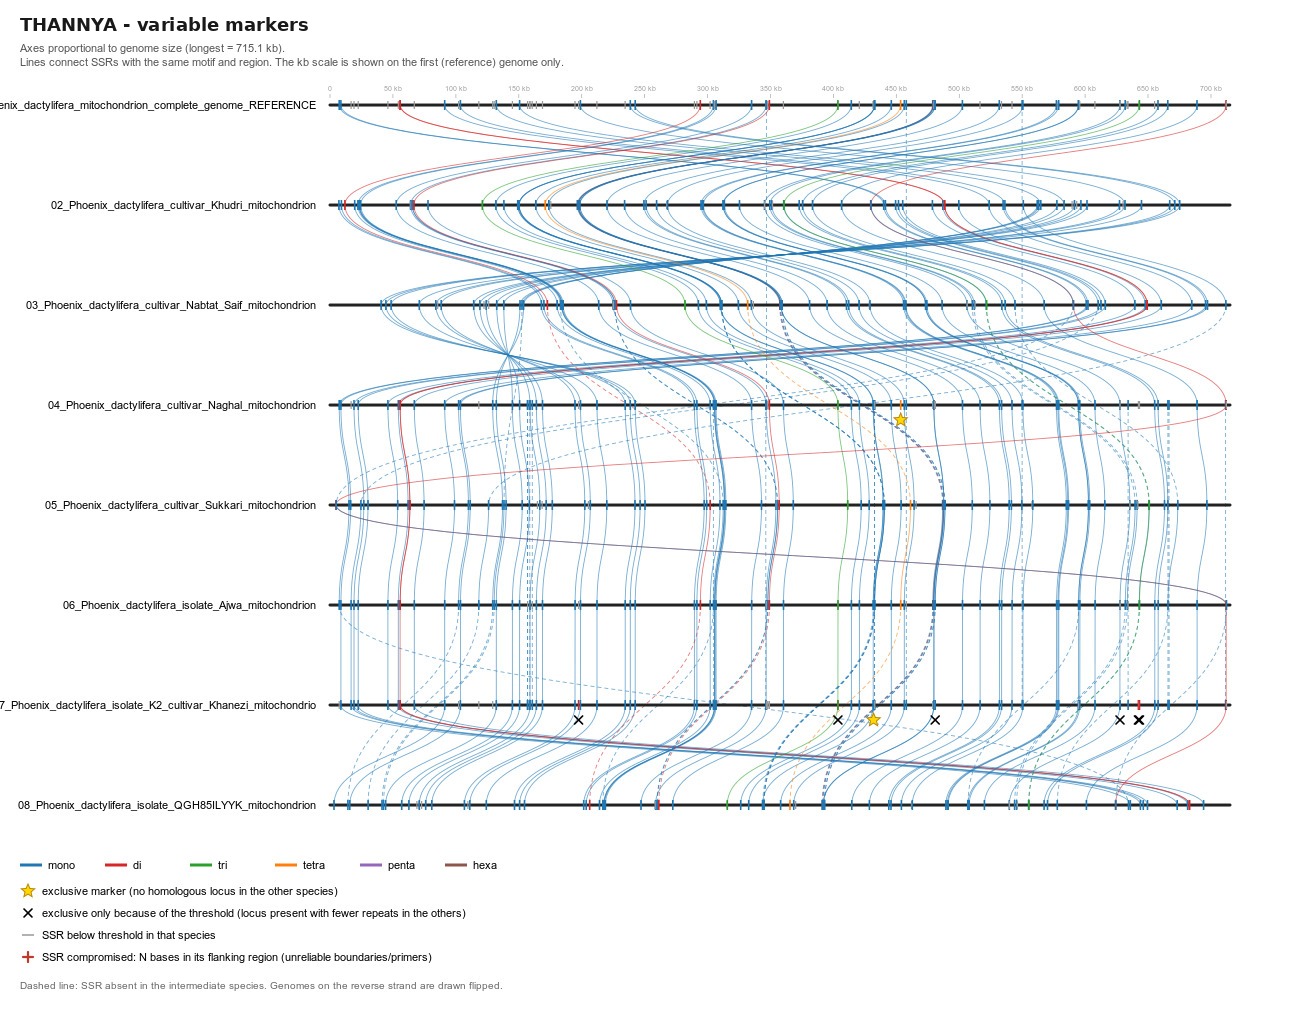 THANNYA - variable markers
Axes proportional to genome size (longest = 715.1 kb).
Lines connect SSRs with the same motif and region. The kb scale is shown on the first (reference) genome only.
0 50 kb 100 kb 150 kb 200 kb 250 kb 300 kb 350 kb 400 kb 450 kb 500 kb 550 kb 600 kb 650 kb 700 kb
enix_dactylifera_mitochondrion_complete_genome_REFERENCE
02_Phoenix_dactylifera_cultivar_Khudri_mitochondrion
03_Phoenix_dactylifera_cultivar_Nabtat_Saif_mitochondrion
04_Phoenix_dactylifera_cultivar_Naghal_mitochondrion
05_Phoenix_dactylifera_cultivar_Sukkari_mitochondrion
06_Phoenix_dactylifera_isolate_Ajwa_mitochondrion
7_Phoenix_dactylifera_isolate_K2_cultivar_Khanezi_mitochondrio
08_Phoenix_dactylifera_isolate_QGH85ILYYK_mitochondrion
mono di tri tetra penta hexa
exclusive marker (no homologous locus in the other species)
exclusive only because of the threshold (locus present with fewer repeats in the others)
SSR below threshold in that species
SSR compromised: N bases in its flanking region (unreliable boundaries/primers)
Dashed line: SSR absent in the intermediate species. Genomes on the reverse strand are drawn flipped.